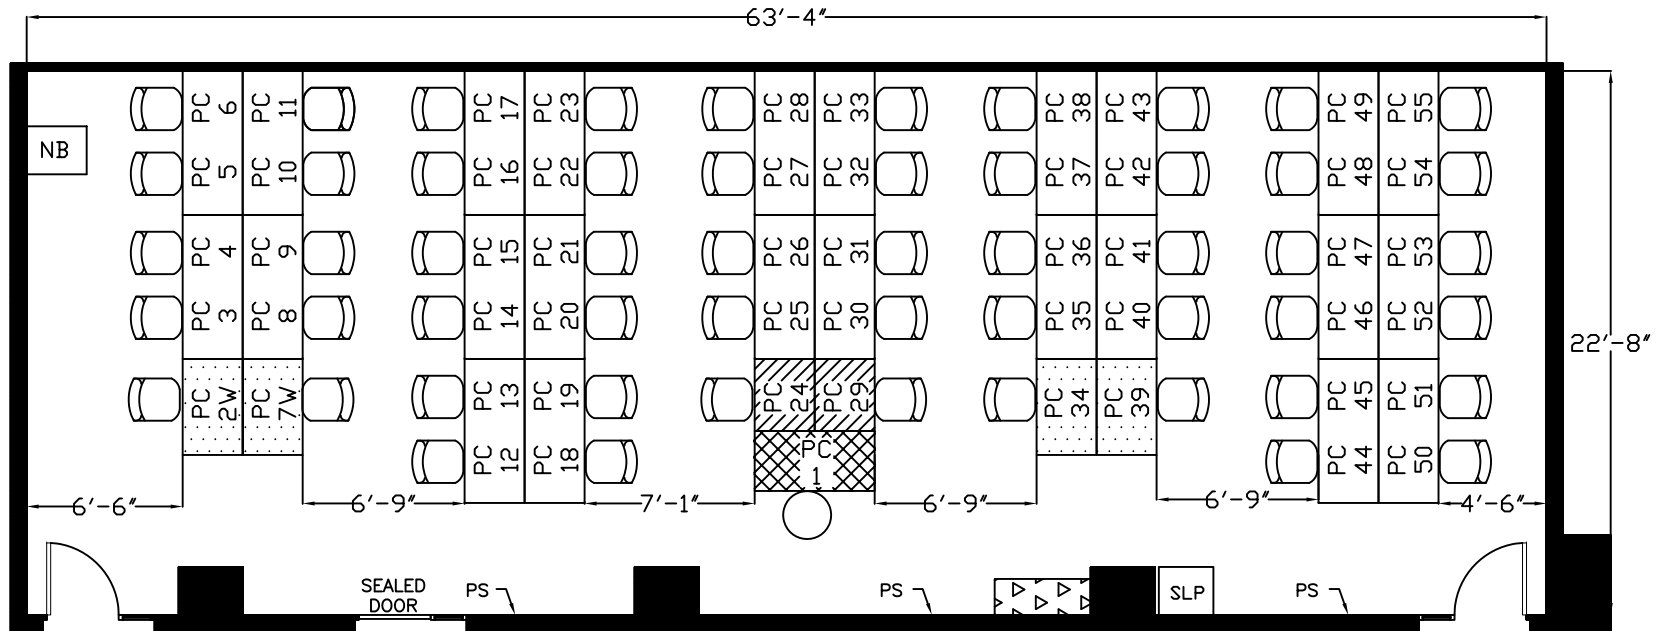 63'-4"
PC 6
PC 11
PC 17
PC 23
PC 28
PC 33
PC 38
PC 43
PC 49
PC 55
NB
PC 5
PC 10
PC 16
PC 22
PC 27
PC 32
PC 37
PC 42
PC 48
PC 54
PC 4
PC 9
PC 15
PC 21
PC 26
PC 31
PC 36
PC 41
PC 47
PC 53
PC 3
PC 8
PC 14
PC 20
PC 25
PC 30
PC 35
PC 40
PC 46
PC 52
22'-8"
PC 2W
PC 7W
PC 13
PC 19
PC 24
PC 29
PC 34
PC 39
PC 45
PC 51
PC 12
PC 18
PC
1
PC 44
PC 50
6'-6"
6'-9"
7'-1"
6'-9"
6'-9"
4'-6"
SEALED
DOOR
PS
PS
SLP
PS